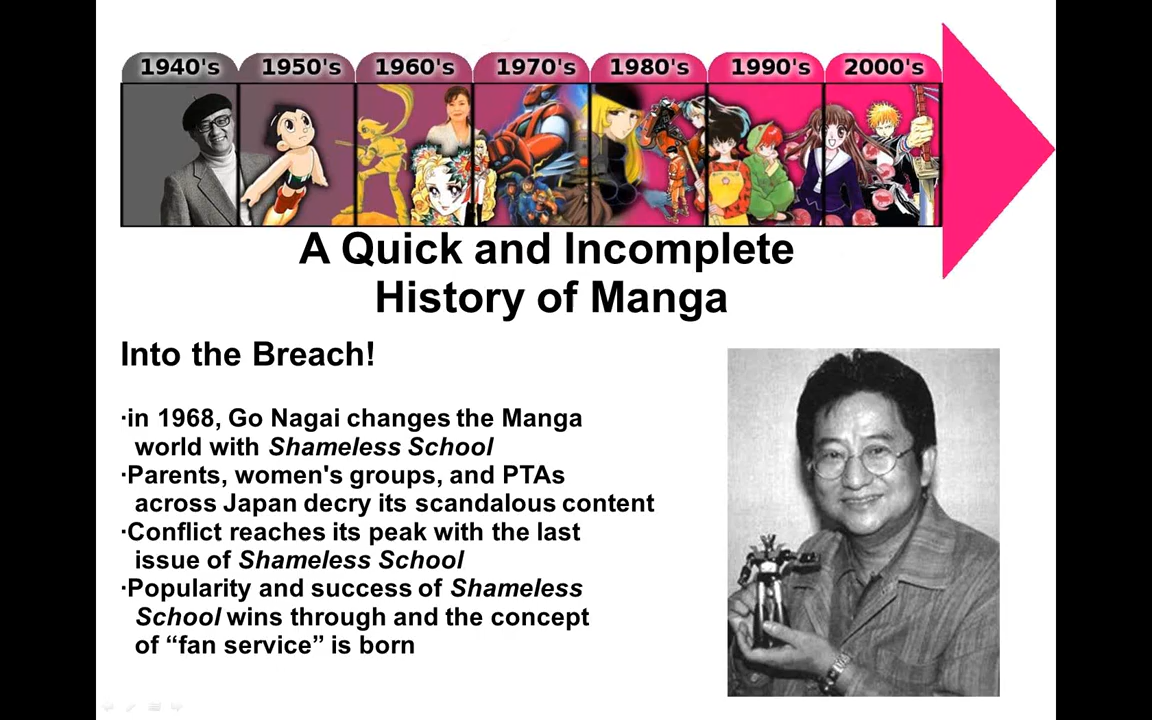 1940's 1950's 1960's 1970's 1980's 1990's 2000's
A Quick and Incomplete
History of Manga
Into the Breach!
·in 1968, Go Nagai changes the Manga
world with Shameless School
·Parents, women's groups, and PTAs
across Japan decry its scandalous content
·Conflict reaches its peak with the last
issue of Shameless School
·Popularity and success of Shameless
School wins through and the concept
of “fan service” is born